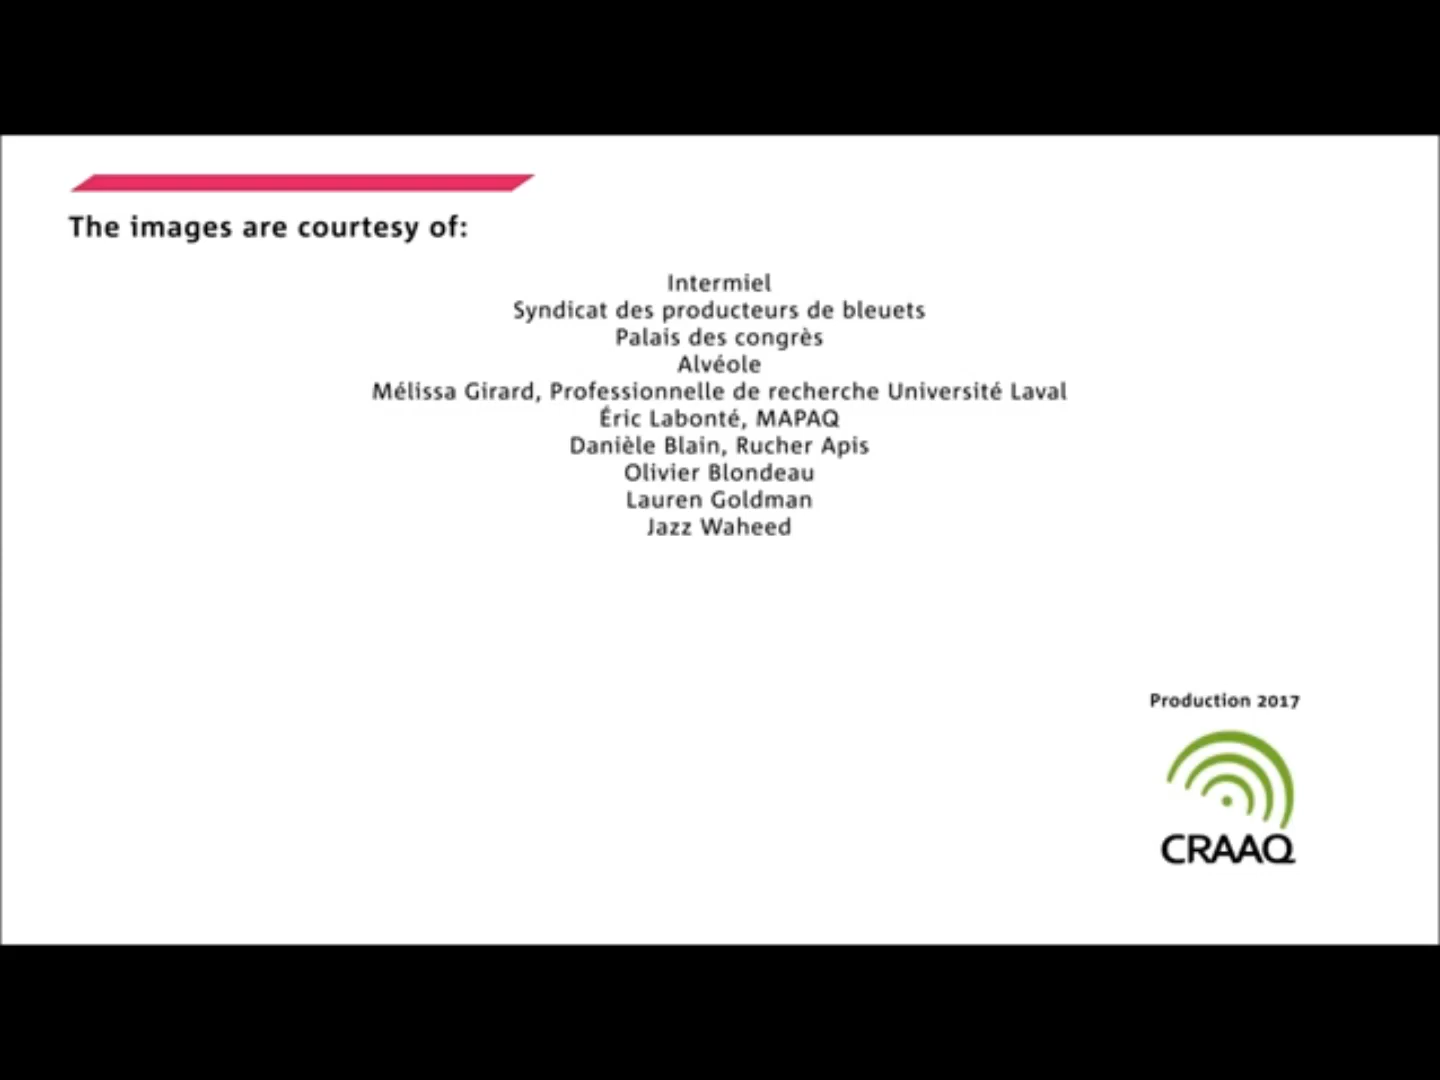 The images are courtesy of:
Intermiel
Syndicat des producteurs de bleuets
Palais des congrès
Alvéole
Mélissa Girard, Professionnelle de recherche Université Laval
Éric Labonté, MAPAQ
Danièle Blain, Rucher Apis
Olivier Blondeau
Lauren Goldman
Jazz Waheed
Production 2017
CRAAQ